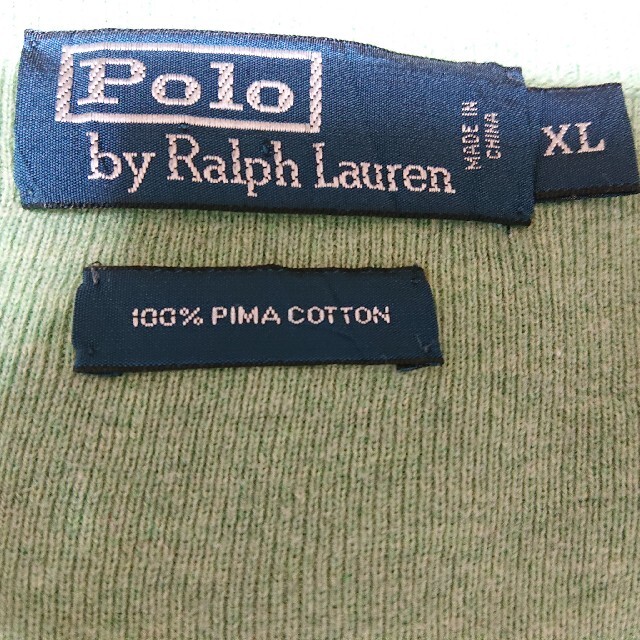 Polo
by Ralph Lauren
MADE IN
CHINA
XL
100% PIMA COTTON